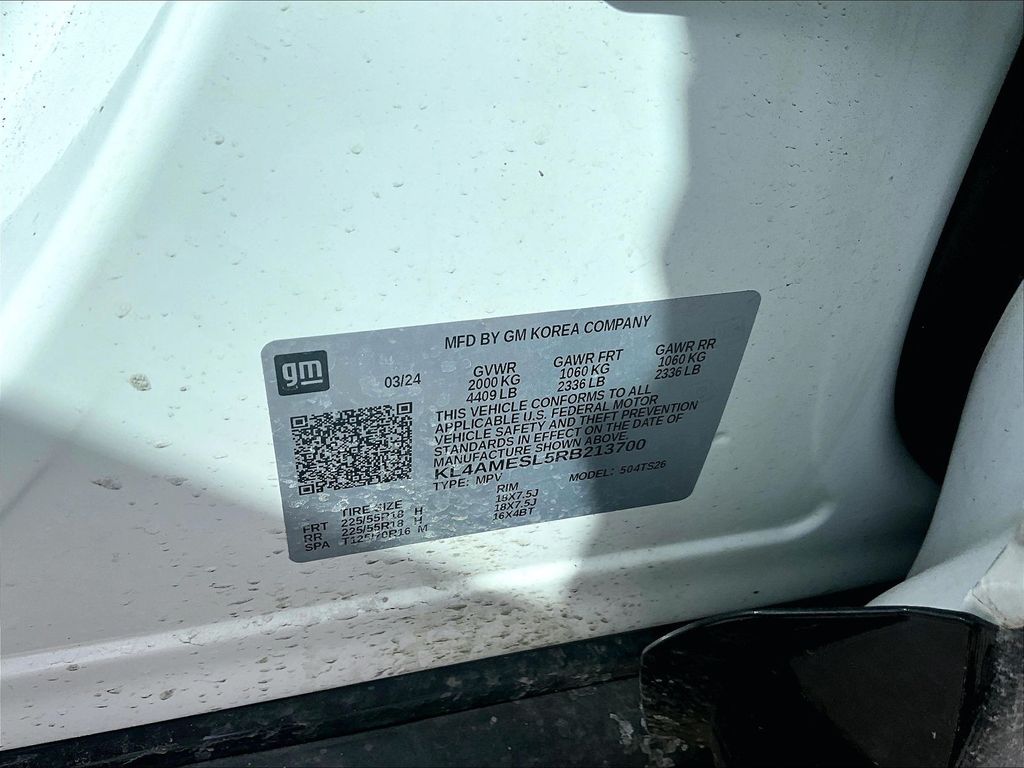 MFD BY GM KOREA COMPANY
gm
03/24
GVWR GAWR FRT GAWR RR
2000 KG 1060 KG 1060 KG
4409 LB 2336 LB 2336 LB
THIS VEHICLE CONFORMS TO ALL
APPLICABLE U.S. FEDERAL MOTOR
VEHICLE SAFETY AND THEFT PREVENTION
STANDARDS IN EFFECT ON THE DATE OF
MANUFACTURE SHOWN ABOVE.
KL4AMESL5RB213700
TYPE: MPV MODEL: 504TS26
TIRE SIZE RIM
FRT 225/55R18 H 18X7.5J
RR 225/55R18 H 18X7.5J
SPA T125/70R16 M 16X4BT